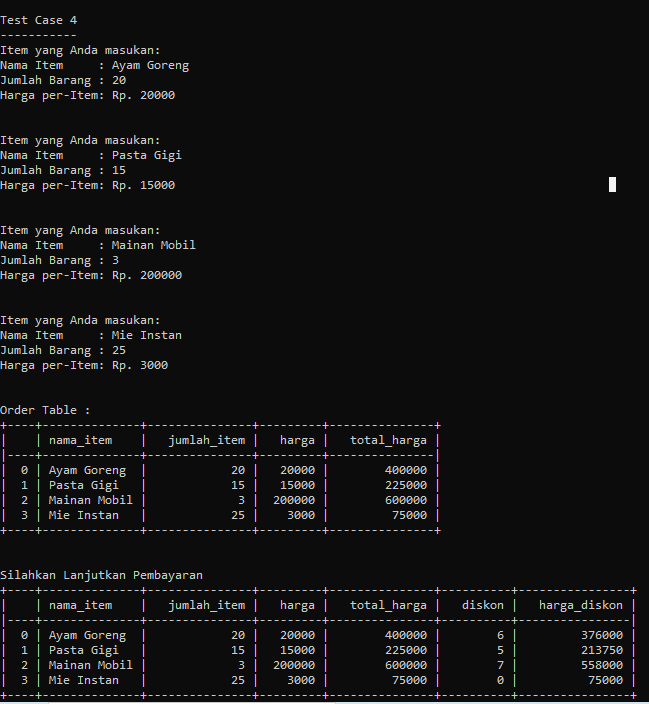 Test Case 4
-----------
Item yang Anda masukan:
Nama Item     : Ayam Goreng
Jumlah Barang : 20
Harga per-Item: Rp. 20000
Item yang Anda masukan:
Nama Item     : Pasta Gigi
Jumlah Barang : 15
Harga per-Item: Rp. 15000
Item yang Anda masukan:
Nama Item     : Mainan Mobil
Jumlah Barang : 3
Harga per-Item: Rp. 200000
Item yang Anda masukan:
Nama Item     : Mie Instan
Jumlah Barang : 25
Harga per-Item: Rp. 3000
Order Table :
+----+--------------+---------------+---------+---------------+
|    | nama_item    |   jumlah_item |   harga |   total_harga |
|----+--------------+---------------+---------+---------------|
|  0 | Ayam Goreng  |            20 |   20000 |        400000 |
|  1 | Pasta Gigi   |            15 |   15000 |        225000 |
|  2 | Mainan Mobil |             3 |  200000 |        600000 |
|  3 | Mie Instan   |            25 |    3000 |         75000 |
+----+--------------+---------------+---------+---------------+
Silahkan Lanjutkan Pembayaran
+----+--------------+---------------+---------+---------------+----------+----------------+
|    | nama_item    |   jumlah_item |   harga |   total_harga |   diskon |   harga_diskon |
|----+--------------+---------------+---------+---------------+----------+----------------|
|  0 | Ayam Goreng  |            20 |   20000 |        400000 |        6 |         376000 |
|  1 | Pasta Gigi   |            15 |   15000 |        225000 |        5 |         213750 |
|  2 | Mainan Mobil |             3 |  200000 |        600000 |        7 |         558000 |
|  3 | Mie Instan   |            25 |    3000 |         75000 |        0 |          75000 |
+----+--------------+---------------+---------+---------------+----------+----------------+